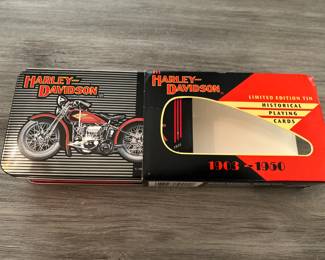 HARLEY-
DAVIDSON
HARLEY-
DAVIDSON
LIMITED EDITION TIN
HISTORICAL
PLAYING
CARDS
1903 - 1950